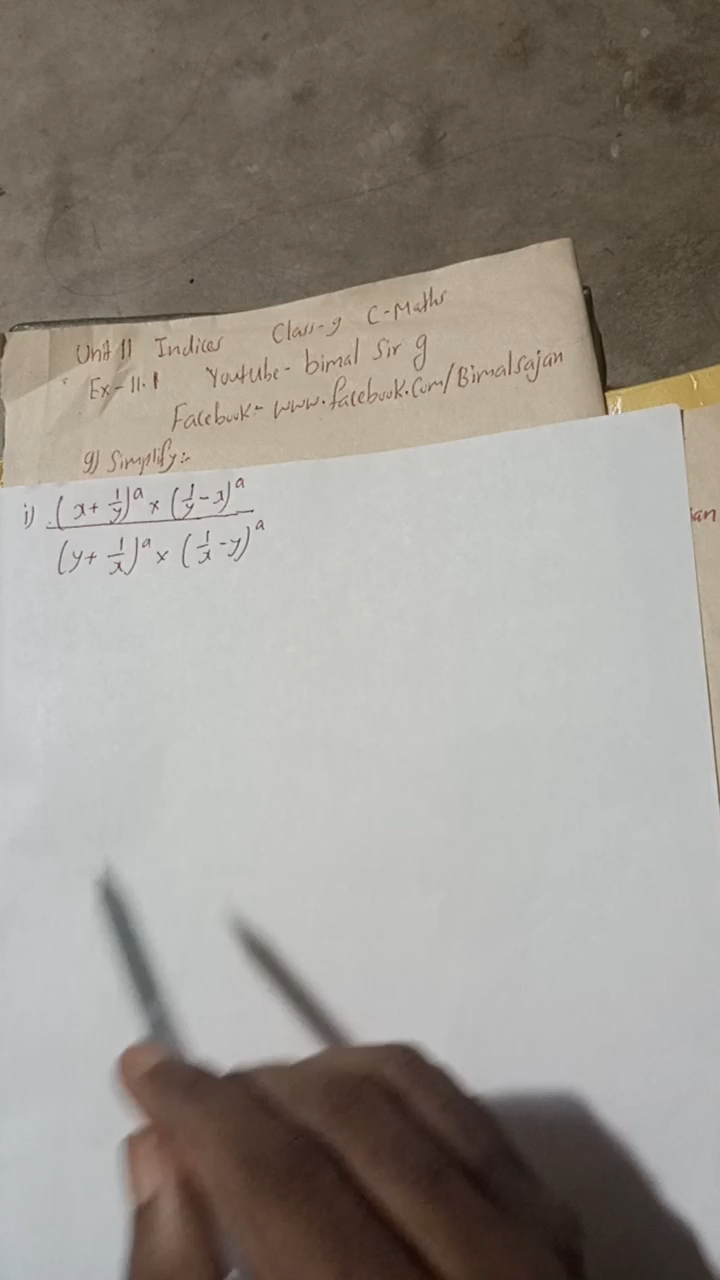 Unit 11 Indices Class-9 C-Maths
Ex-11.1 Youtube- bimal Sir g
Facebook- www.facebook.Com/Bimalsajan
9) Simplify:-
i) (x + 1/y)^a × (1/y - x)^a
(y + 1/x)^a × (1/x - y)^a
an